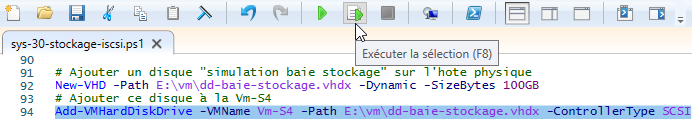 sys-30-stockage-iscsi.ps1
Exécuter la sélection (F8)
90
91 # Ajouter un disque "simulation baie stockage" sur l'hote physique
92 New-VHD -Path E:\vm\dd-baie-stockage.vhdx -Dynamic -SizeBytes 100GB
93 # Ajouter ce disque à la Vm-S4
94 Add-VMHardDiskDrive -VMName Vm-S4 -Path E:\vm\dd-baie-stockage.vhdx -ControllerType SCSI